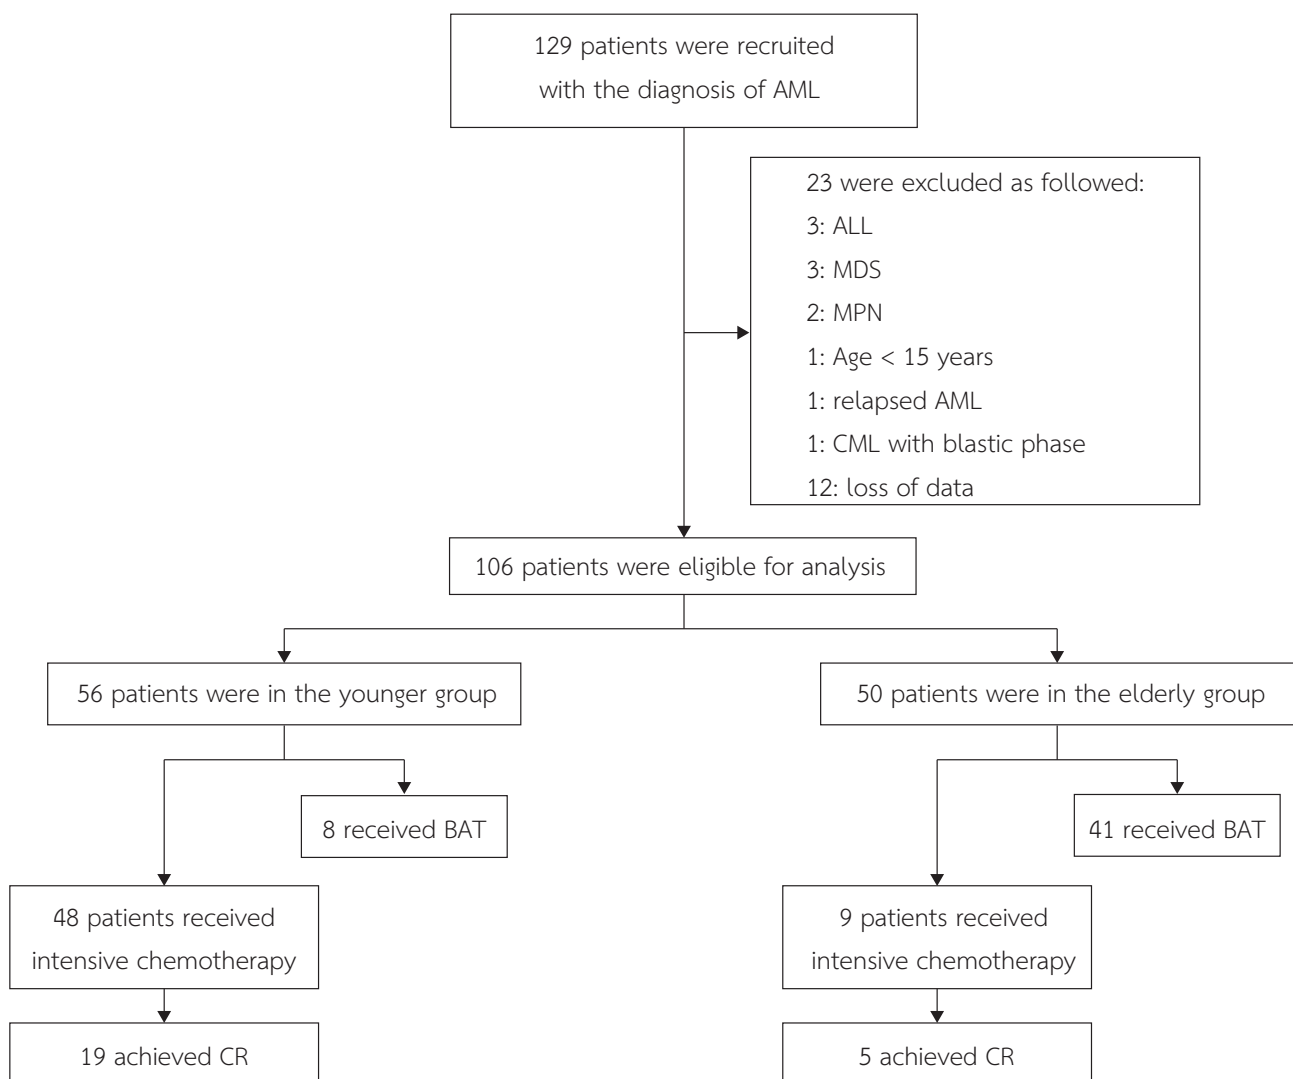 129 patients were recruited
with the diagnosis of AML
23 were excluded as followed:
3: ALL
3: MDS
2: MPN
1: Age < 15 years
1: relapsed AML
1: CML with blastic phase
12: loss of data
106 patients were eligible for analysis
56 patients were in the younger group
50 patients were in the elderly group
8 received BAT
41 received BAT
48 patients received
intensive chemotherapy
9 patients received
intensive chemotherapy
19 achieved CR
5 achieved CR